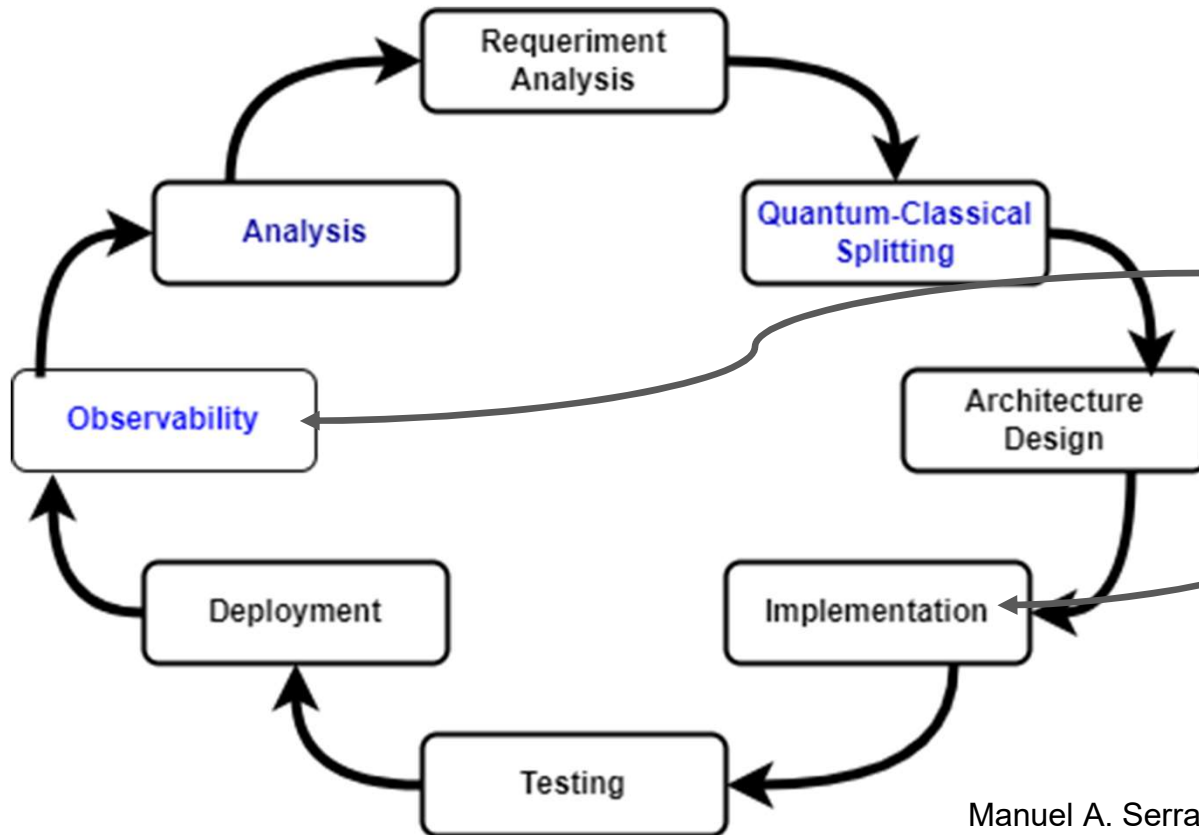 Requeriment
Analysis
Analysis
Quantum-Classical
Splitting
Observability
Architecture
Design
Deployment
Implementation
Testing
Manuel A. Serra